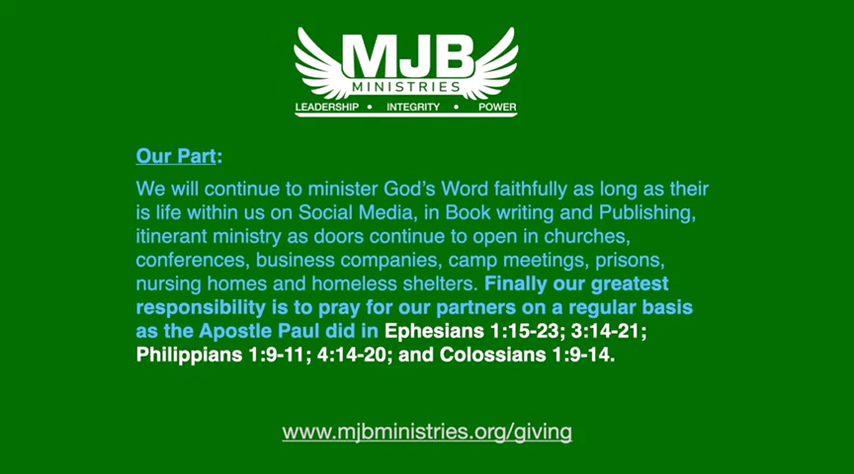 MJB
MINISTRIES
LEADERSHIP • INTEGRITY • POWER
Our Part:
We will continue to minister God's Word faithfully as long as their
is life within us on Social Media, in Book writing and Publishing,
itinerant ministry as doors continue to open in churches,
conferences, business companies, camp meetings, prisons,
nursing homes and homeless shelters. Finally our greatest
responsibility is to pray for our partners on a regular basis
as the Apostle Paul did in Ephesians 1:15-23; 3:14-21;
Philippians 1:9-11; 4:14-20; and Colossians 1:9-14.
www.mjbministries.org/giving